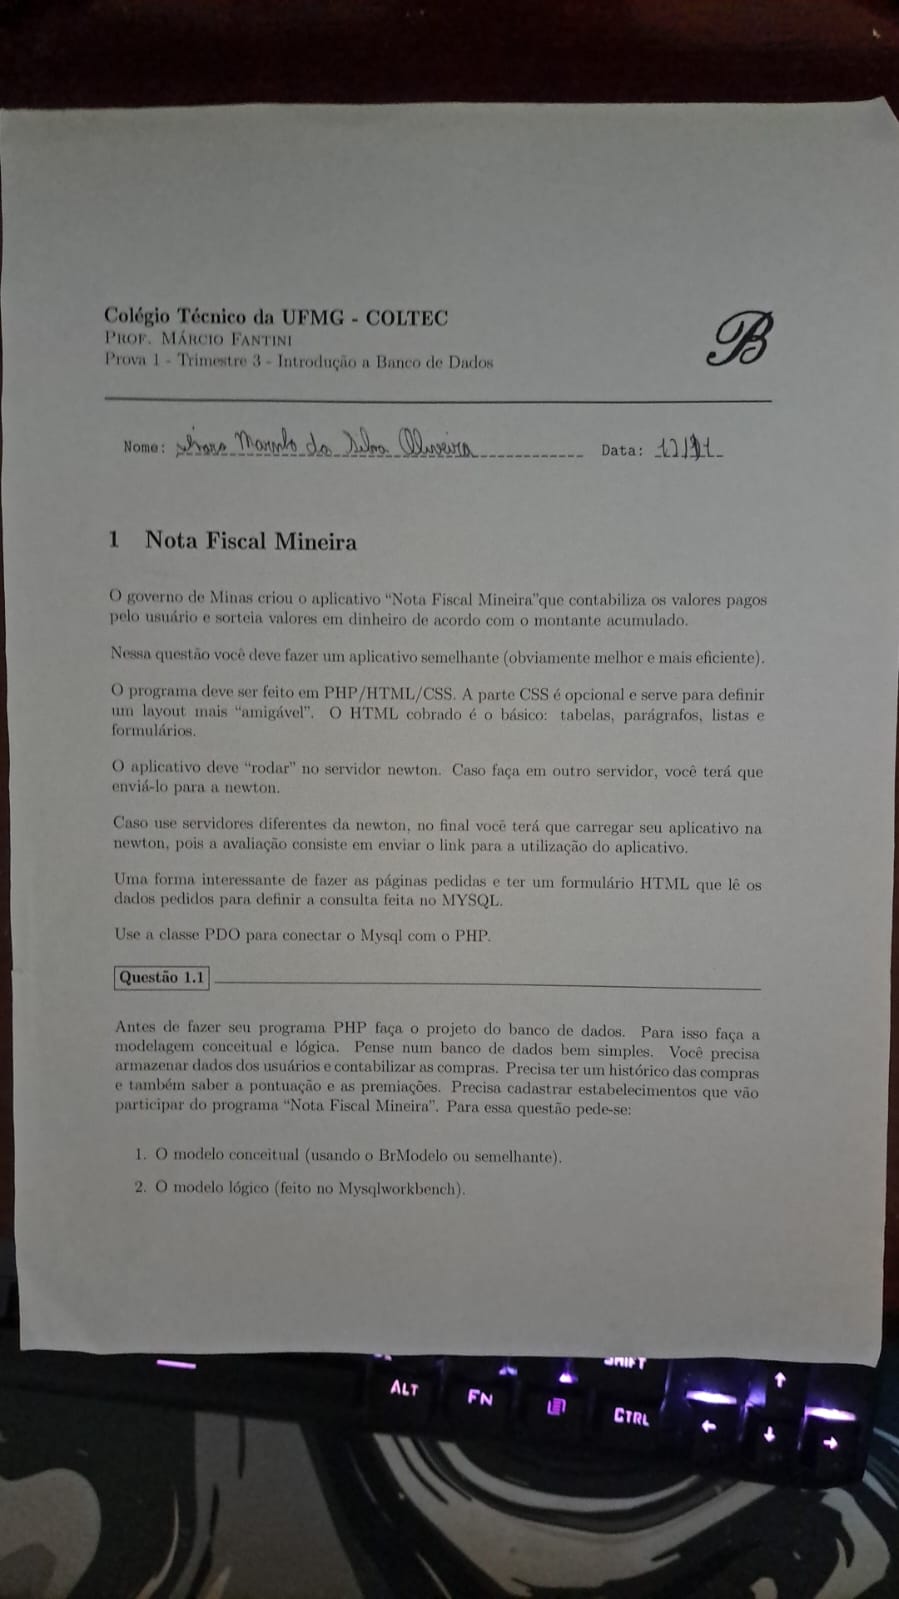 Colégio Técnico da UFMG - COLTEC
PROF. MÁRCIO FANTINI
Prova 1 - Trimestre 3 - Introdução a Banco de Dados
B
Nome: da Silva Oliveira Data:
1 Nota Fiscal Mineira
O governo de Minas criou o aplicativo “Nota Fiscal Mineira”que contabiliza os valores pagos
pelo usuário e sorteia valores em dinheiro de acordo com o montante acumulado.
Nessa questão você deve fazer um aplicativo semelhante (obviamente melhor e mais eficiente).
O programa deve ser feito em PHP/HTML/CSS. A parte CSS é opcional e serve para definir
um layout mais “amigável”. O HTML cobrado é o básico: tabelas, parágrafos, listas e
formulários.
O aplicativo deve “rodar” no servidor newton. Caso faça em outro servidor, você terá que
enviá-lo para a newton.
Caso use servidores diferentes da newton, no final você terá que carregar seu aplicativo na
newton, pois a avaliação consiste em enviar o link para a utilização do aplicativo.
Uma forma interessante de fazer as páginas pedidas e ter um formulário HTML que lê os
dados pedidos para definir a consulta feita no MYSQL.
Use a classe PDO para conectar o Mysql com o PHP.
Questão 1.1
Antes de fazer seu programa PHP faça o projeto do banco de dados. Para isso faça a
modelagem conceitual e lógica. Pense num banco de dados bem simples. Você precisa
armazenar dados dos usuários e contabilizar as compras. Precisa ter um histórico das compras
e também saber a pontuação e as premiações. Precisa cadastrar estabelecimentos que vão
participar do programa “Nota Fiscal Mineira”. Para essa questão pede-se:
1. O modelo conceitual (usando o BrModelo ou semelhante).
2. O modelo lógico (feito no Mysqlworkbench).
SHIFT
ALT
FN
CTRL